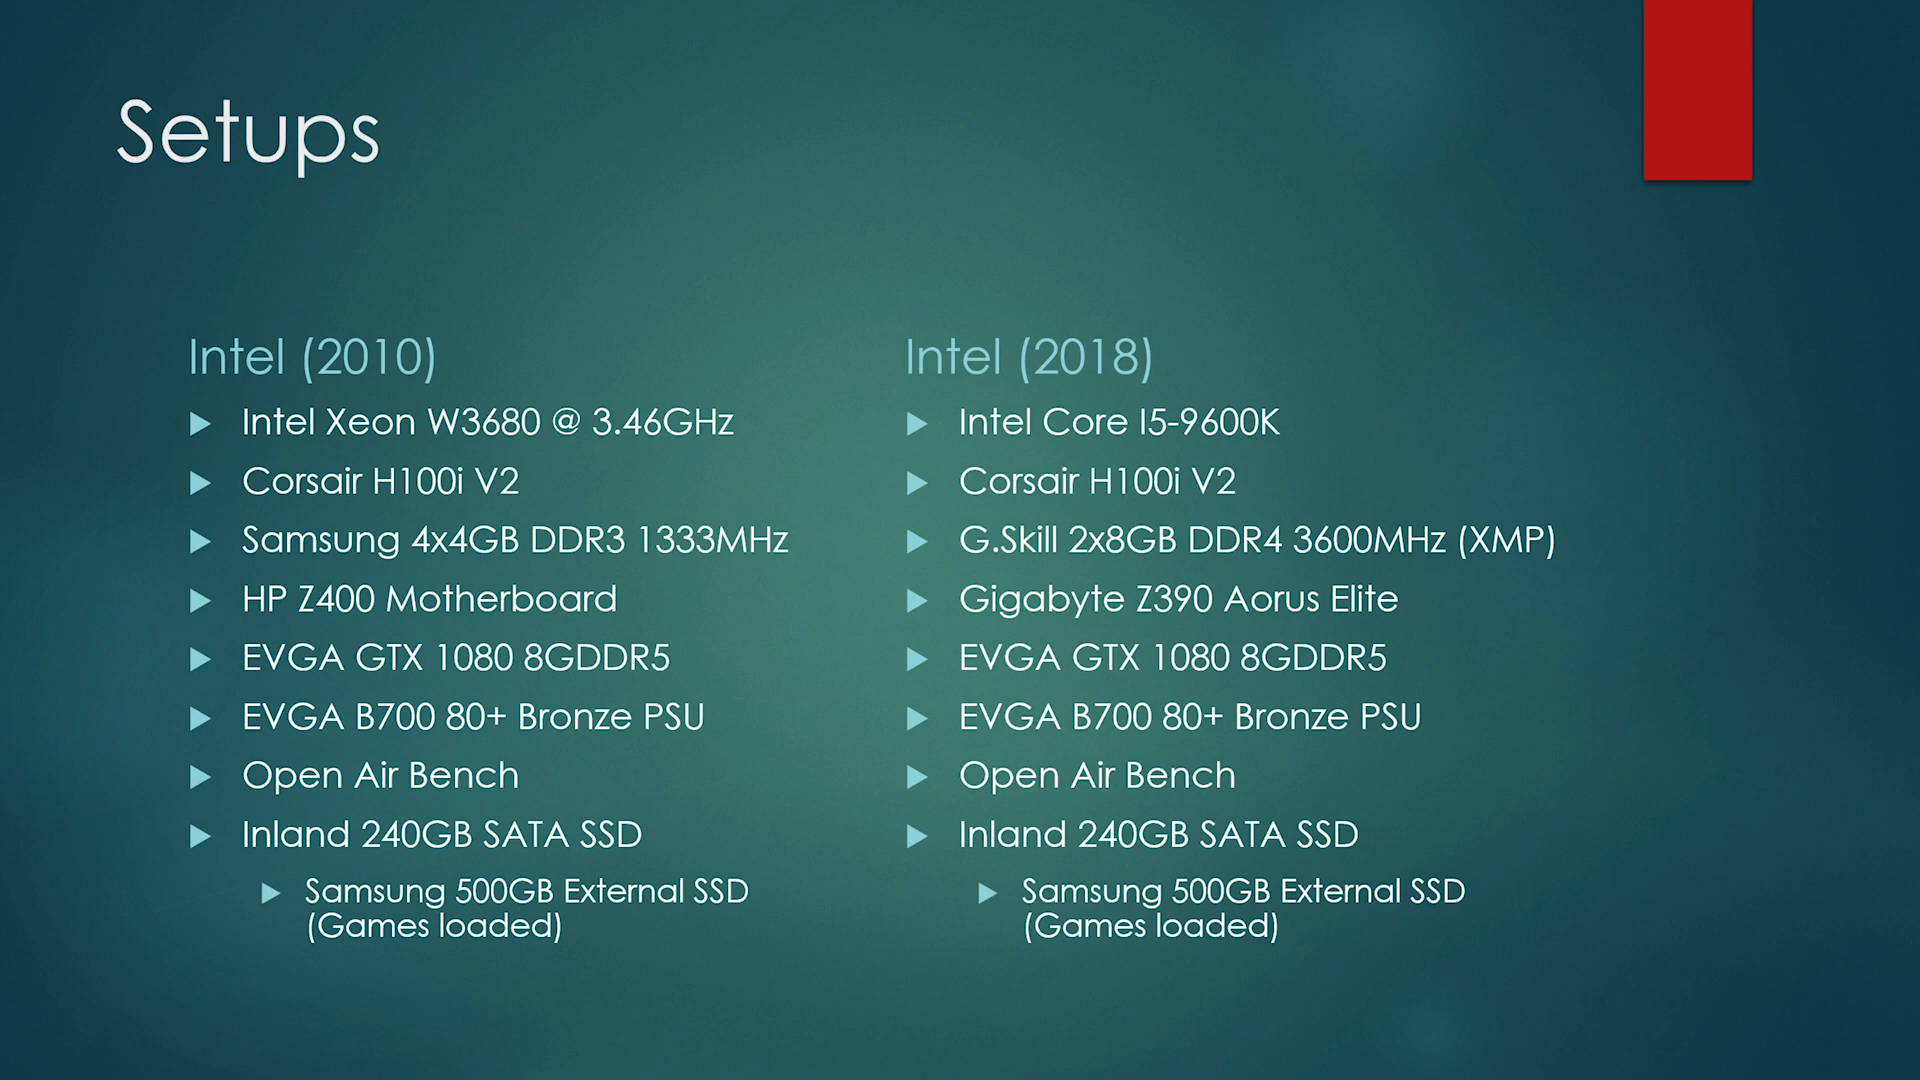 Setups
Intel (2010)
Intel Xeon W3680 @ 3.46GHz
Corsair H100i V2
Samsung 4x4GB DDR3 1333MHz
HP Z400 Motherboard
EVGA GTX 1080 8GDDR5
EVGA B700 80+ Bronze PSU
Open Air Bench
Inland 240GB SATA SSD
Samsung 500GB External SSD
(Games loaded)
Intel (2018)
Intel Core I5-9600K
Corsair H100i V2
G.Skill 2x8GB DDR4 3600MHz (XMP)
Gigabyte Z390 Aorus Elite
EVGA GTX 1080 8GDDR5
EVGA B700 80+ Bronze PSU
Open Air Bench
Inland 240GB SATA SSD
Samsung 500GB External SSD
(Games loaded)